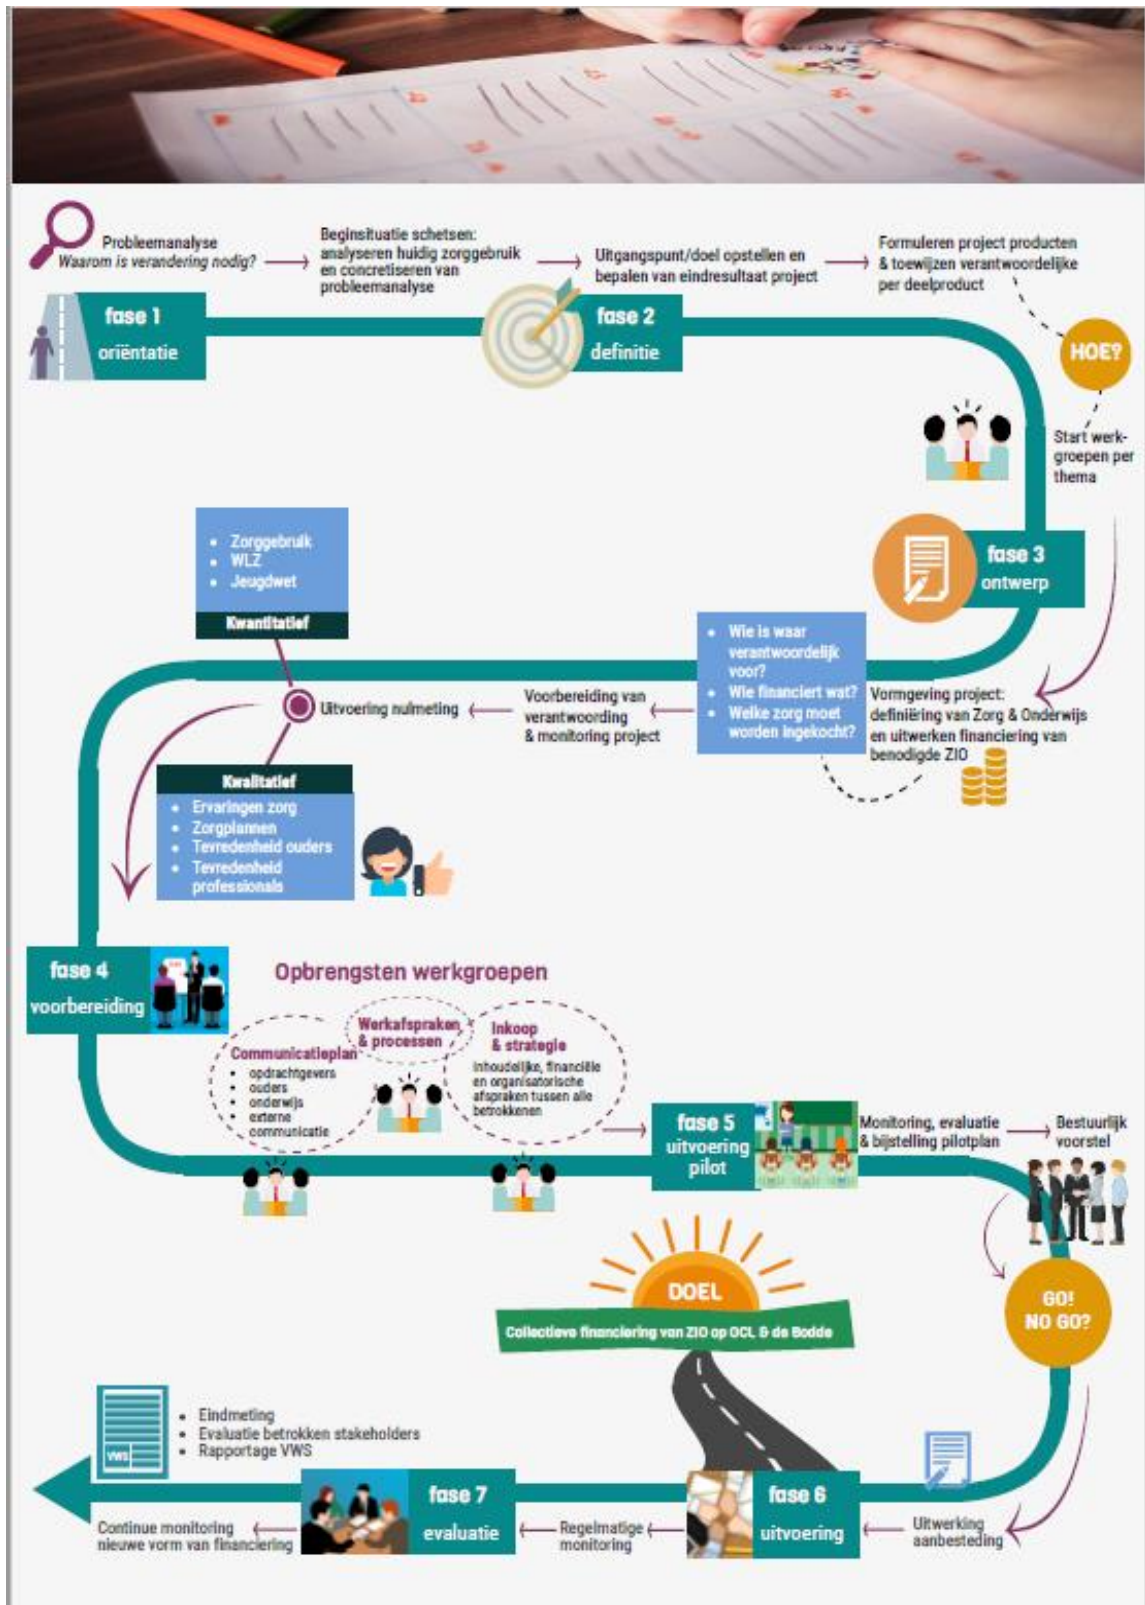 Probleemanalyse
Waarom is verandering nodig?
Beginsituatie schetsen:
analyseren huidig zorggebruik
en concretiseren van
probleemanalyse
Uitgangspunt/doel opstellen en
bepalen van eindresultaat project
Formuleren project producten
& toewijzen verantwoordelijke
per deelproduct
fase 1
oriëntatie
fase 2
definitie
HOE?
Start werk-
groepen per
thema
fase 3
ontwerp
• Zorggebruik
• WLZ
• Jeugdwet
Kwantitatief
• Wie is waar
verantwoordelijk
voor?
• Wie financiert wat?
• Welke zorg moet
worden ingekocht?
Vormgeving project:
definiëring van Zorg & Onderwijs
en uitwerken financiering van
benodigde ZIO
Voorbereiding van
verantwoording
& monitoring project
Uitvoering nulmeting
Kwalitatief
• Ervaringen zorg
• Zorgplannen
• Tevredenheid ouders
• Tevredenheid
professionals
fase 4
voorbereiding
Opbrengsten werkgroepen
Communicatieplan
• opdrachtgevers
• ouders
• onderwijs
• externe
communicatie
Werkafspraken
& processen
Inkoop
& strategie
Inhoudelijke, financiële
en organisatorische
afspraken tussen alle
betrokkenen
fase 5
uitvoering
pilot
Monitoring, evaluatie
& bijstelling pilotplan
Bestuurlijk
voorstel
GO!
NO GO?
DOEL
Collectieve financiering van ZIO op OCL & de Bodde
VWS
• Eindmeting
• Evaluatie betrokken stakeholders
• Rapportage VWS
fase 7
evaluatie
fase 6
uitvoering
Continue monitoring
nieuwe vorm van financiering
Regelmatige
monitoring
Uitwerking
aanbesteding